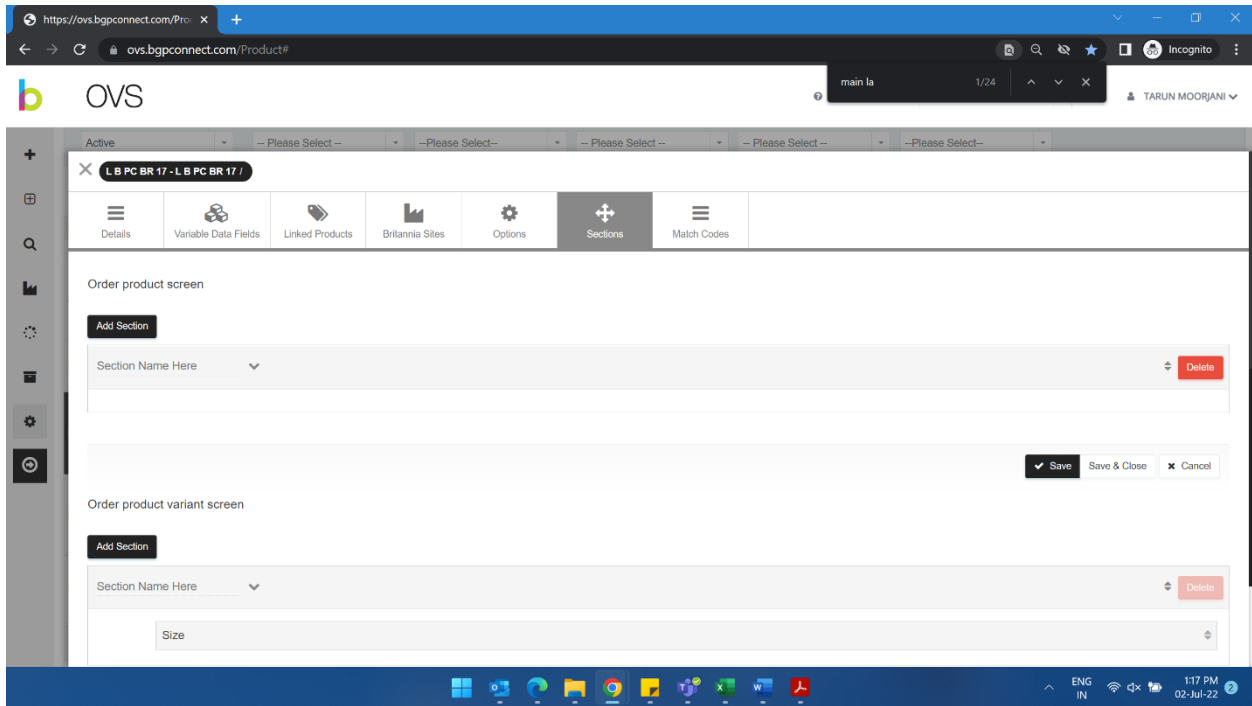 https://ovs.bgpconnect.com/Pro
ovs.bgpconnect.com/Product#
Incognito
main la 1/24
b OVS
TARUN MOORJANI
Active -- Please Select -- --Please Select-- -- Please Select -- -- Please Select -- --Please Select--
L B PC BR 17 - L B PC BR 17 /
Details Variable Data Fields Linked Products Britannia Sites Options Sections Match Codes
Order product screen
Add Section
Section Name Here Delete
Save Save & Close Cancel
Order product variant screen
Add Section
Section Name Here Delete
Size
ENG
IN
1:17 PM
02-Jul-22
2